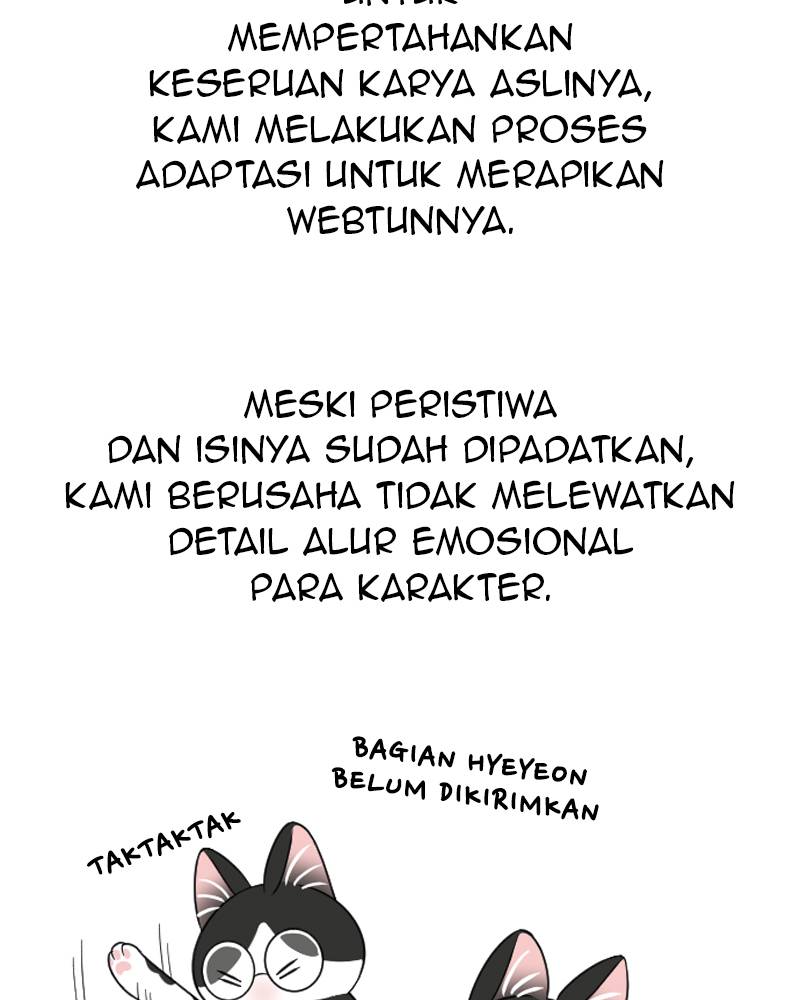 UNTUK
MEMPERTAHANKAN
KESERUAN KARYA ASLINYA,
KAMI MELAKUKAN PROSES
ADAPTASI UNTUK MERAPIKAN
WEBTUNNYA.
MESKI PERISTIWA
DAN ISINYA SUDAH DIPADATKAN,
KAMI BERUSAHA TIDAK MELEWATKAN
DETAIL ALUR EMOSIONAL
PARA KARAKTER.
BAGIAN HYEYEON
BELUM DIKIRIMKAN
TAKTAKTAK